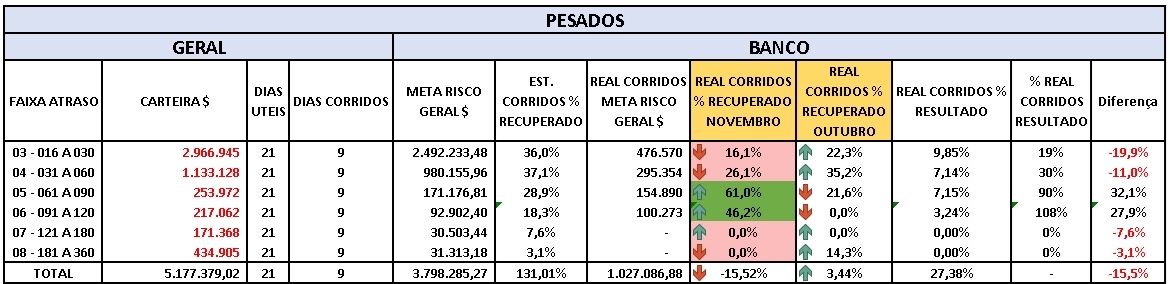 PESADOS
GERAL BANCO
FAIXA ATRASO CARTEIRA $ DIAS UTEIS DIAS CORRIDOS META RISCO GERAL $ EST. CORRIDOS % RECUPERADO REAL CORRIDOS META RISCO GERAL $ REAL CORRIDOS % RECUPERADO NOVEMBRO REAL CORRIDOS % RECUPERADO OUTUBRO REAL CORRIDOS % RESULTADO % REAL CORRIDOS RESULTADO Diferença
03 - 016 A 030 2.966.945 21 9 2.492.233,48 36,0% 476.570 16,1% 22,3% 9,85% 19% -19,9%
04 - 031 A 060 1.133.128 21 9 980.155,96 37,1% 295.354 26,1% 35,2% 7,14% 30% -11,0%
05 - 061 A 090 253.972 21 9 171.176,81 28,9% 154.890 61,0% 21,6% 7,15% 90% 32,1%
06 - 091 A 120 217.062 21 9 92.902,40 18,3% 100.273 46,2% 0,0% 3,24% 108% 27,9%
07 - 121 A 180 171.368 21 9 30.503,44 7,6% - 0,0% 0,0% 0,00% 0% -7,6%
08 - 181 A 360 434.905 21 9 31.313,18 3,1% - 0,0% 14,3% 0,00% 0% -3,1%
TOTAL 5.177.379,02 21 9 3.798.285,27 131,01% 1.027.086,88 -15,52% 3,44% 27,38% - -15,5%